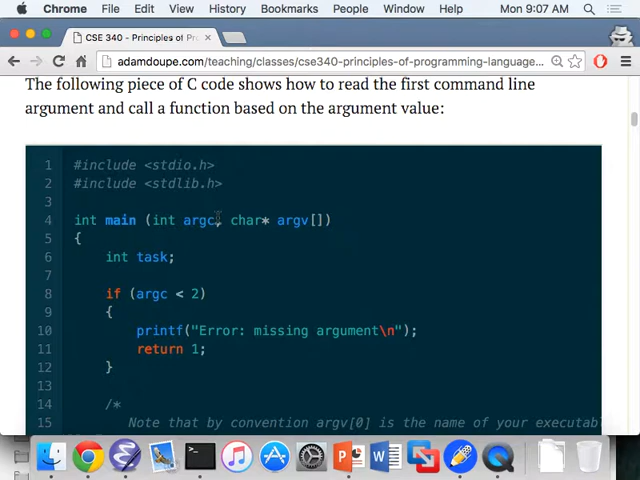 Chrome File Edit View History Bookmarks People Window Help Mon 9:07 AM
CSE 340 - Principles of Pro
adamdoupe.com/teaching/classes/cse340-principles-of-programming-language...
The following piece of C code shows how to read the first command line
argument and call a function based on the argument value:
1 #include <stdio.h>
2 #include <stdlib.h>
3
4 int main (int argc, char* argv[])
5 {
6 int task;
7
8 if (argc < 2)
9 {
10 printf("Error: missing argument\n");
11 return 1;
12 }
13
14 /*
15 Note that by convention argv[0] is the name of your executab